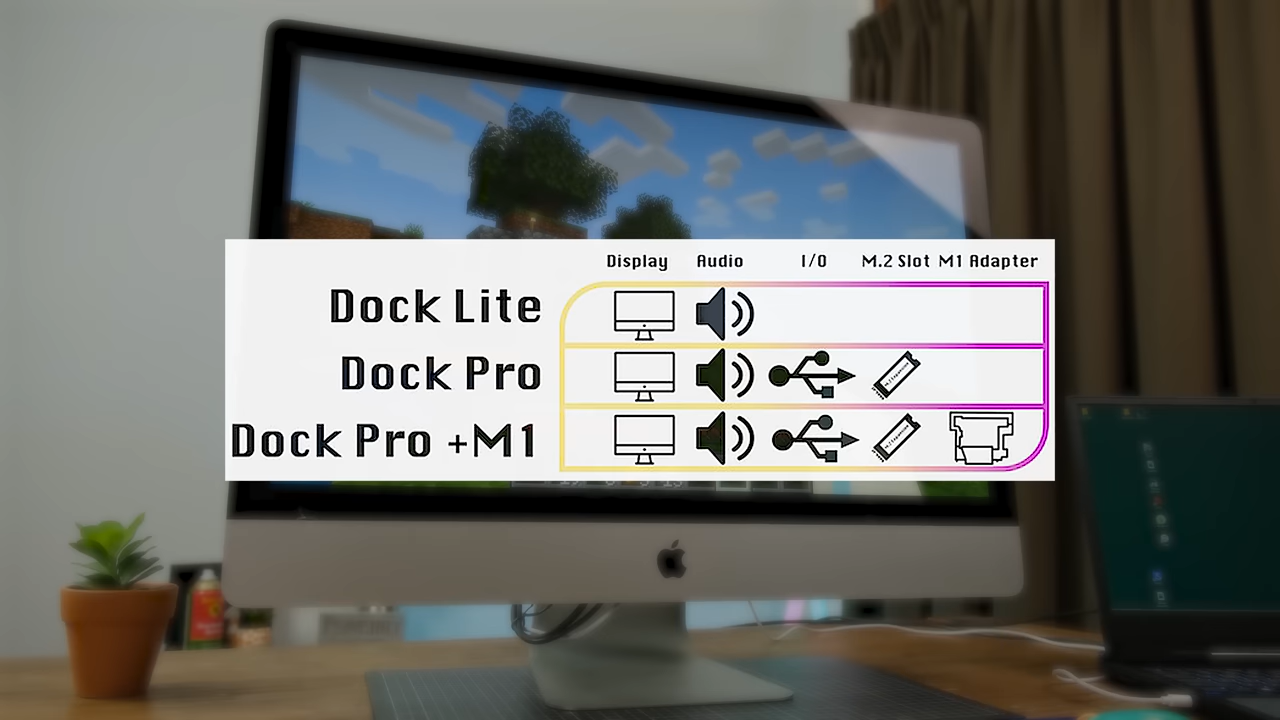 Display Audio I/O M.2 Slot M1 Adapter
Dock Lite
Dock Pro
Dock Pro +M1